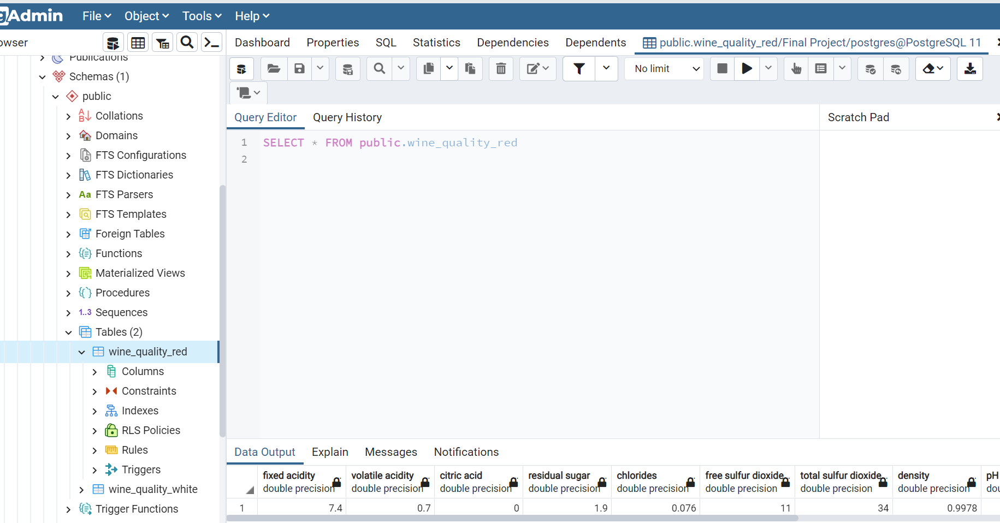 gAdmin File Object Tools Help
owser
Dashboard Properties SQL Statistics Dependencies Dependents public.wine_quality_red/Final Project/postgres@PostgreSQL 11
No limit
Publications
Schemas (1)
public
Collations
Domains
FTS Configurations
FTS Dictionaries
Aa FTS Parsers
FTS Templates
Foreign Tables
Functions
Materialized Views
Procedures
1..3 Sequences
Tables (2)
wine_quality_red
Columns
Constraints
Indexes
RLS Policies
Rules
Triggers
wine_quality_white
Trigger Functions
Query Editor Query History
Scratch Pad
1 SELECT * FROM public.wine_quality_red
2
Data Output Explain Messages Notifications
fixed acidity volatile acidity citric acid residual sugar chlorides free sulfur dioxide total sulfur dioxide density pH
double precision double precision double precision double precision double precision double precision double precision double precision dou
1 7.4 0.7 0 1.9 0.076 11 34 0.9978